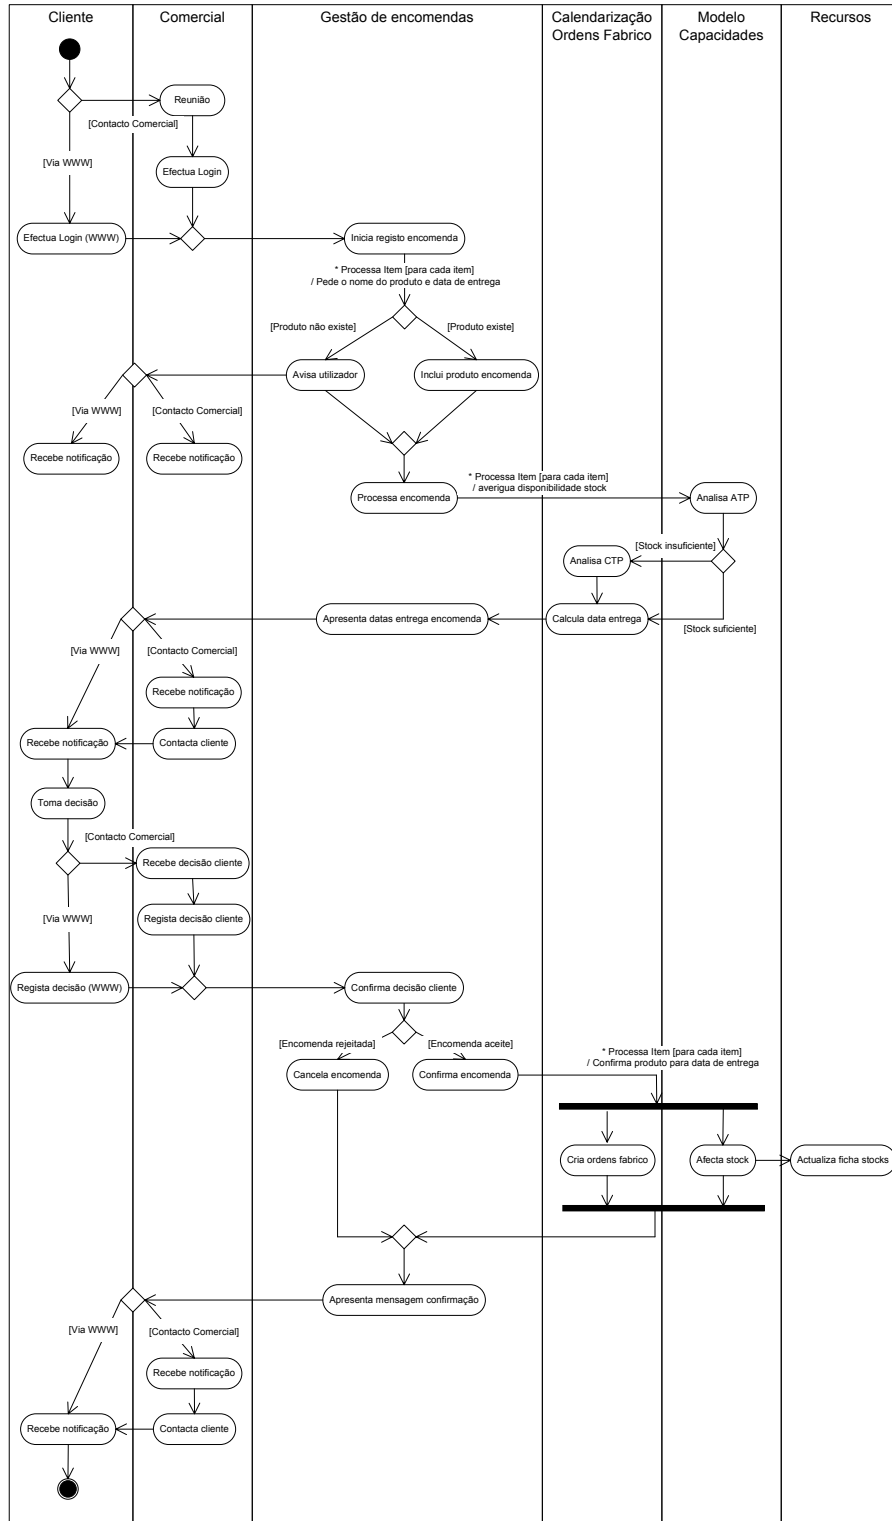 Cliente
Comercial
Gestão de encomendas
Calendarização
Ordens Fabrico
Modelo
Capacidades
Recursos
Reunião
[Contacto Comercial]
[Via WWW]
Efectua Login
Efectua Login (WWW)
Inicia registo encomenda
* Processa Item [para cada item]
/ Pede o nome do produto e data de entrega
[Produto não existe]
[Produto existe]
Avisa utilizador
Inclui produto encomenda
[Via WWW]
[Contacto Comercial]
Recebe notificação
Recebe notificação
* Processa Item [para cada item]
/ averigua disponibilidade stock
Processa encomenda
Analisa ATP
[Stock insuficiente]
Analisa CTP
Apresenta datas entrega encomenda
Calcula data entrega
[Stock suficiente]
[Via WWW]
[Contacto Comercial]
Recebe notificação
Recebe notificação
Contacta cliente
Toma decisão
[Contacto Comercial]
Recebe decisão cliente
[Via WWW]
Regista decisão cliente
Regista decisão (WWW)
Confirma decisão cliente
[Encomenda rejeitada]
[Encomenda aceite]
* Processa Item [para cada item]
/ Confirma produto para data de entrega
Cancela encomenda
Confirma encomenda
Cria ordens fabrico
Afecta stock
Actualiza ficha stocks
Apresenta mensagem confirmação
[Via WWW]
[Contacto Comercial]
Recebe notificação
Recebe notificação
Contacta cliente